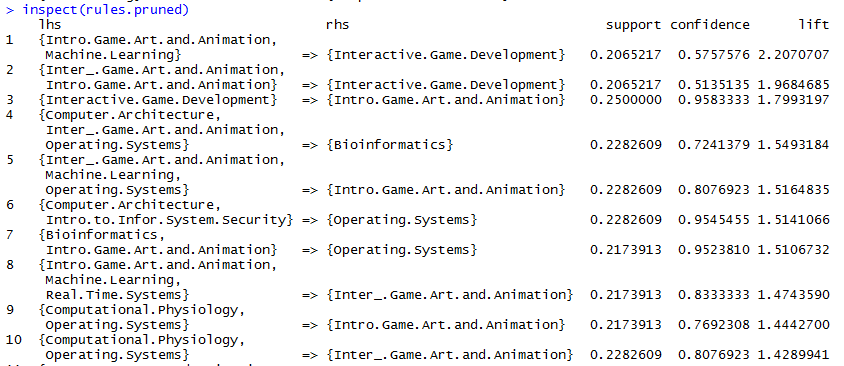 > inspect(rules.pruned)
lhs rhs support confidence lift
1 {Intro.Game.Art.and.Animation,
Machine.Learning} => {Interactive.Game.Development} 0.2065217 0.5757576 2.2070707
2 {Inter_.Game.Art.and.Animation,
Intro.Game.Art.and.Animation} => {Interactive.Game.Development} 0.2065217 0.5135135 1.9684685
3 {Interactive.Game.Development} => {Intro.Game.Art.and.Animation} 0.2500000 0.9583333 1.7993197
4 {Computer.Architecture,
Inter_.Game.Art.and.Animation,
Operating.Systems} => {Bioinformatics} 0.2282609 0.7241379 1.5493184
5 {Inter_.Game.Art.and.Animation,
Machine.Learning,
Operating.Systems} => {Intro.Game.Art.and.Animation} 0.2282609 0.8076923 1.5164835
6 {Computer.Architecture,
Intro.to.Infor.System.Security} => {Operating.Systems} 0.2282609 0.9545455 1.5141066
7 {Bioinformatics,
Intro.Game.Art.and.Animation} => {Operating.Systems} 0.2173913 0.9523810 1.5106732
8 {Intro.Game.Art.and.Animation,
Machine.Learning,
Real.Time.Systems} => {Inter_.Game.Art.and.Animation} 0.2173913 0.8333333 1.4743590
9 {Computational.Physiology,
Operating.Systems} => {Intro.Game.Art.and.Animation} 0.2173913 0.7692308 1.4442700
10 {Computational.Physiology,
Operating.Systems} => {Inter_.Game.Art.and.Animation} 0.2282609 0.8076923 1.4289941